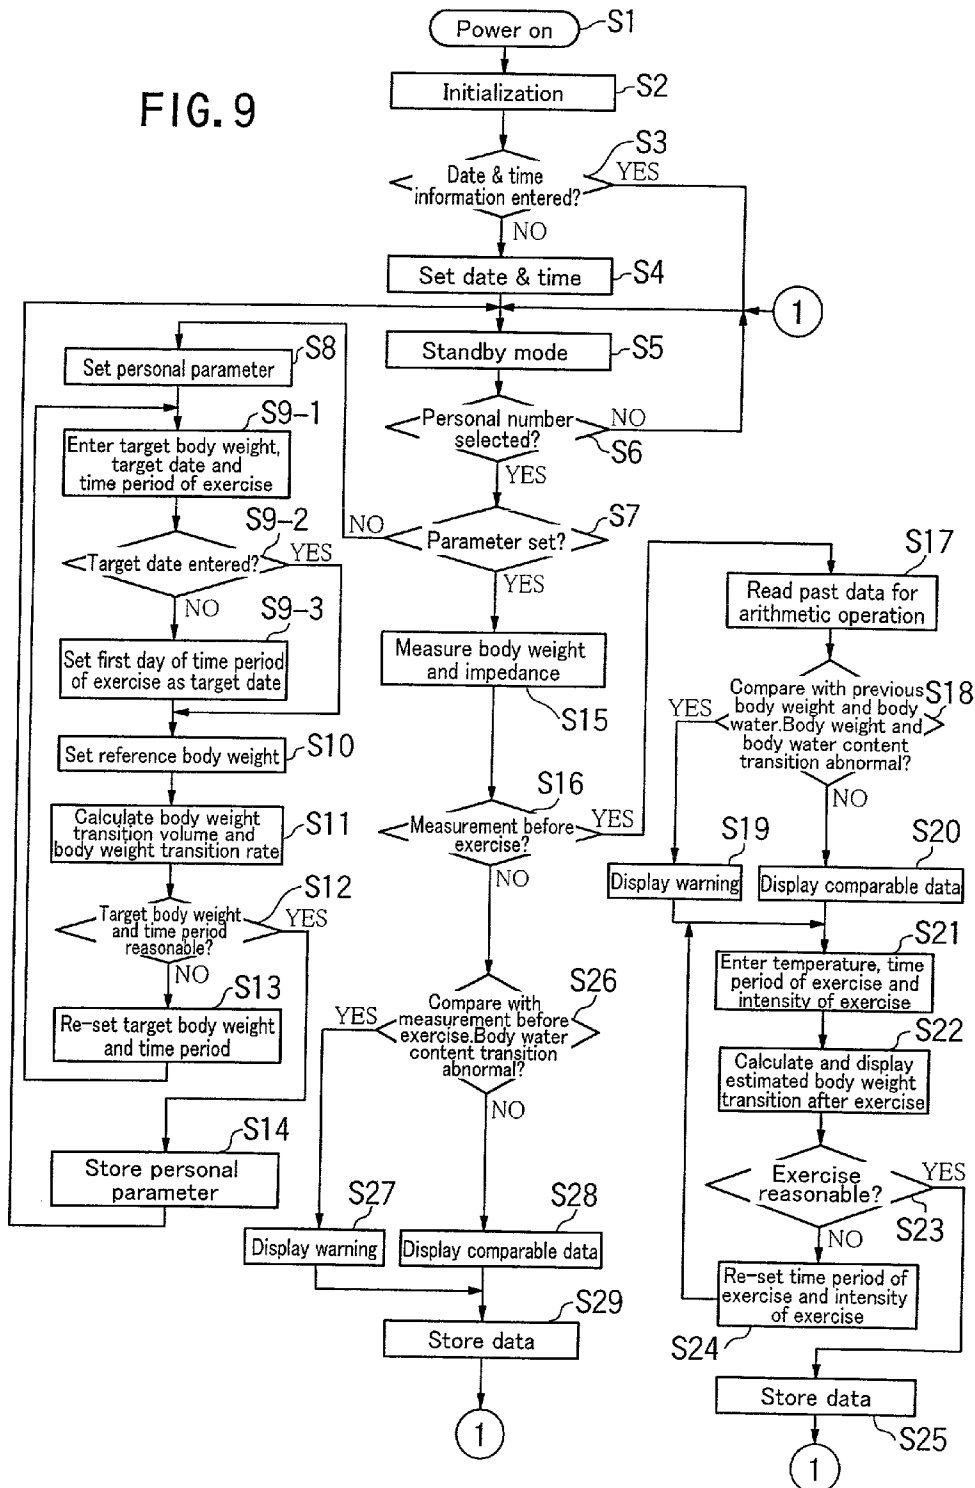 FIG. 9
Power on
S1
Initialization
S2
S3
Date & time
information entered?
YES
NO
Set date & time
S4
1
Standby mode
S5
Personal number
selected?
NO
S6
YES
S7
Parameter set?
NO
YES
S8
Set personal parameter
S9-1
Enter target body weight,
target date and
time period of exercise
S9-2
Target date entered?
YES
NO
S9-3
Set first day of time period
of exercise as target date
Set reference body weight
S10
Calculate body weight
transition volume and
body weight transition rate
S11
S12
Target body weight
and time period
reasonable?
YES
NO
S13
Re-set target body weight
and time period
S14
Store personal
parameter
Measure body weight
and impedance
S15
S16
Measurement before
exercise?
YES
NO
S17
Read past data for
arithmetic operation
S18
Compare with previous
body weight and body
water.Body weight and
body water content
transition abnormal?
YES
NO
S19
Display warning
S20
Display comparable data
S21
Enter temperature, time
period of exercise and
intensity of exercise
S22
Calculate and display
estimated body weight
transition after exercise
Exercise
reasonable?
YES
S23
NO
Re-set time period of
exercise and intensity
of exercise
S24
Store data
S25
1
S26
Compare with
measurement before
exercise.Body water
content transition
abnormal?
YES
NO
S27
Display warning
S28
Display comparable data
S29
Store data
1